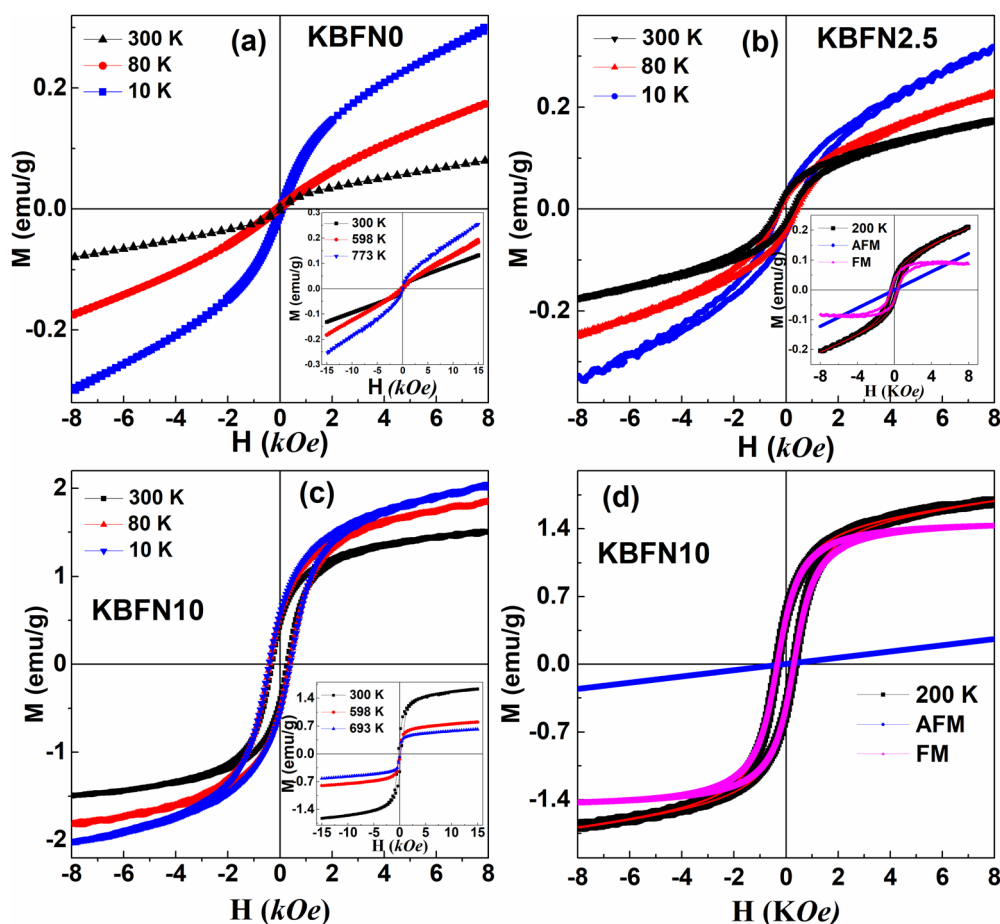 (a) KBFN0
300 K
80 K
10 K
M (emu/g)
0.2
0.0
-0.2
-8 -6 -4 -2 0 2 4 6 8
H (kOe)
300 K
598 K
773 K
M (emu/g)
0.3
0.2
0.1
0.0
-0.1
-0.2
-0.3
-15 -10 -5 0 5 10 15
H (kOe)
(b) KBFN2.5
300 K
80 K
10 K
M (emu/g)
0.2
0.0
-0.2
-8 -6 -4 -2 0 2 4 6 8
H (kOe)
200 K
AFM
FM
M (emu/g)
0.2
0.1
0.0
-0.1
-0.2
-8 -4 0 4 8
H (KOe)
(c)
300 K
80 K
10 K
KBFN10
M (emu/g)
2
1
0
-1
-2
-8 -6 -4 -2 0 2 4 6 8
H (kOe)
300 K
598 K
693 K
M (emu/g)
1.4
0.7
0.0
-0.7
-1.4
-15 -10 -5 0 5 10 15
H (kOe)
(d)
KBFN10
M (emu/g)
1.4
0.7
0.0
-0.7
-1.4
200 K
AFM
FM
-8 -6 -4 -2 0 2 4 6 8
H (KOe)